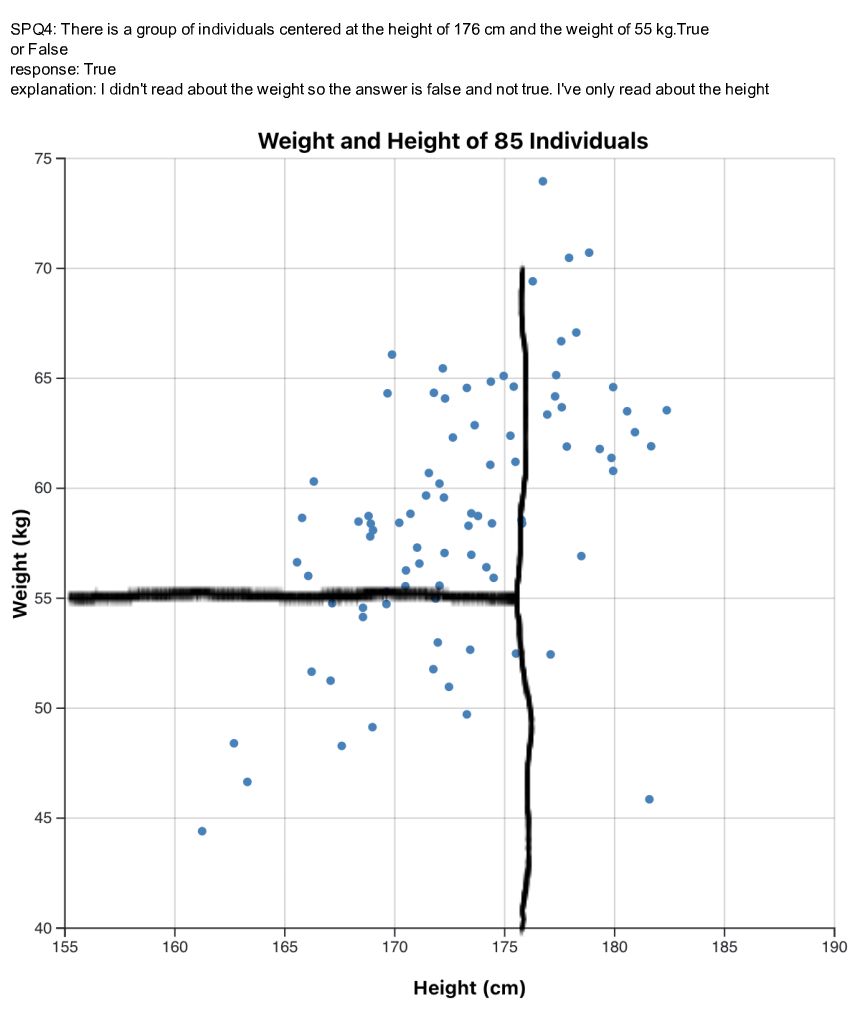 SPQ4: There is a group of individuals centered at the height of 176 cm and the weight of 55 kg.True
or False
response: True
explanation: I didn't read about the weight so the answer is false and not true. I've only read about the height
Weight and Height of 85 Individuals
75
70
65
60
55
50
45
40
Weight (kg)
155 160 165 170 175 180 185 190
Height (cm)